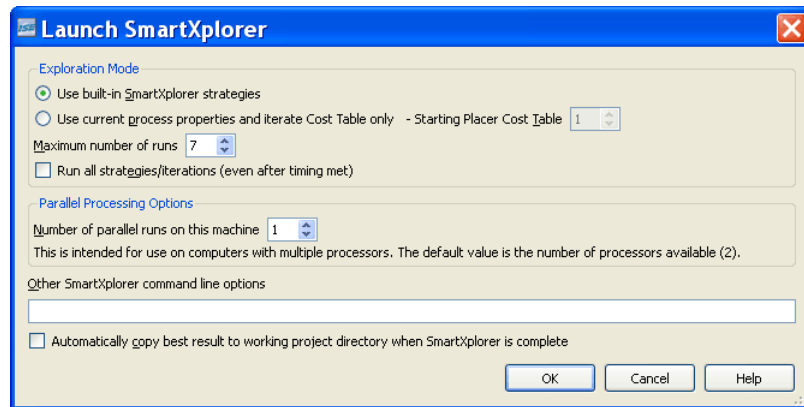 ISE Launch SmartXplorer
Exploration Mode
Use built-in SmartXplorer strategies
Use current process properties and iterate Cost Table only - Starting Placer Cost Table 1
Maximum number of runs 7
Run all strategies/iterations (even after timing met)
Parallel Processing Options
Number of parallel runs on this machine 1
This is intended for use on computers with multiple processors. The default value is the number of processors available (2).
Other SmartXplorer command line options
Automatically copy best result to working project directory when SmartXplorer is complete
OK Cancel Help